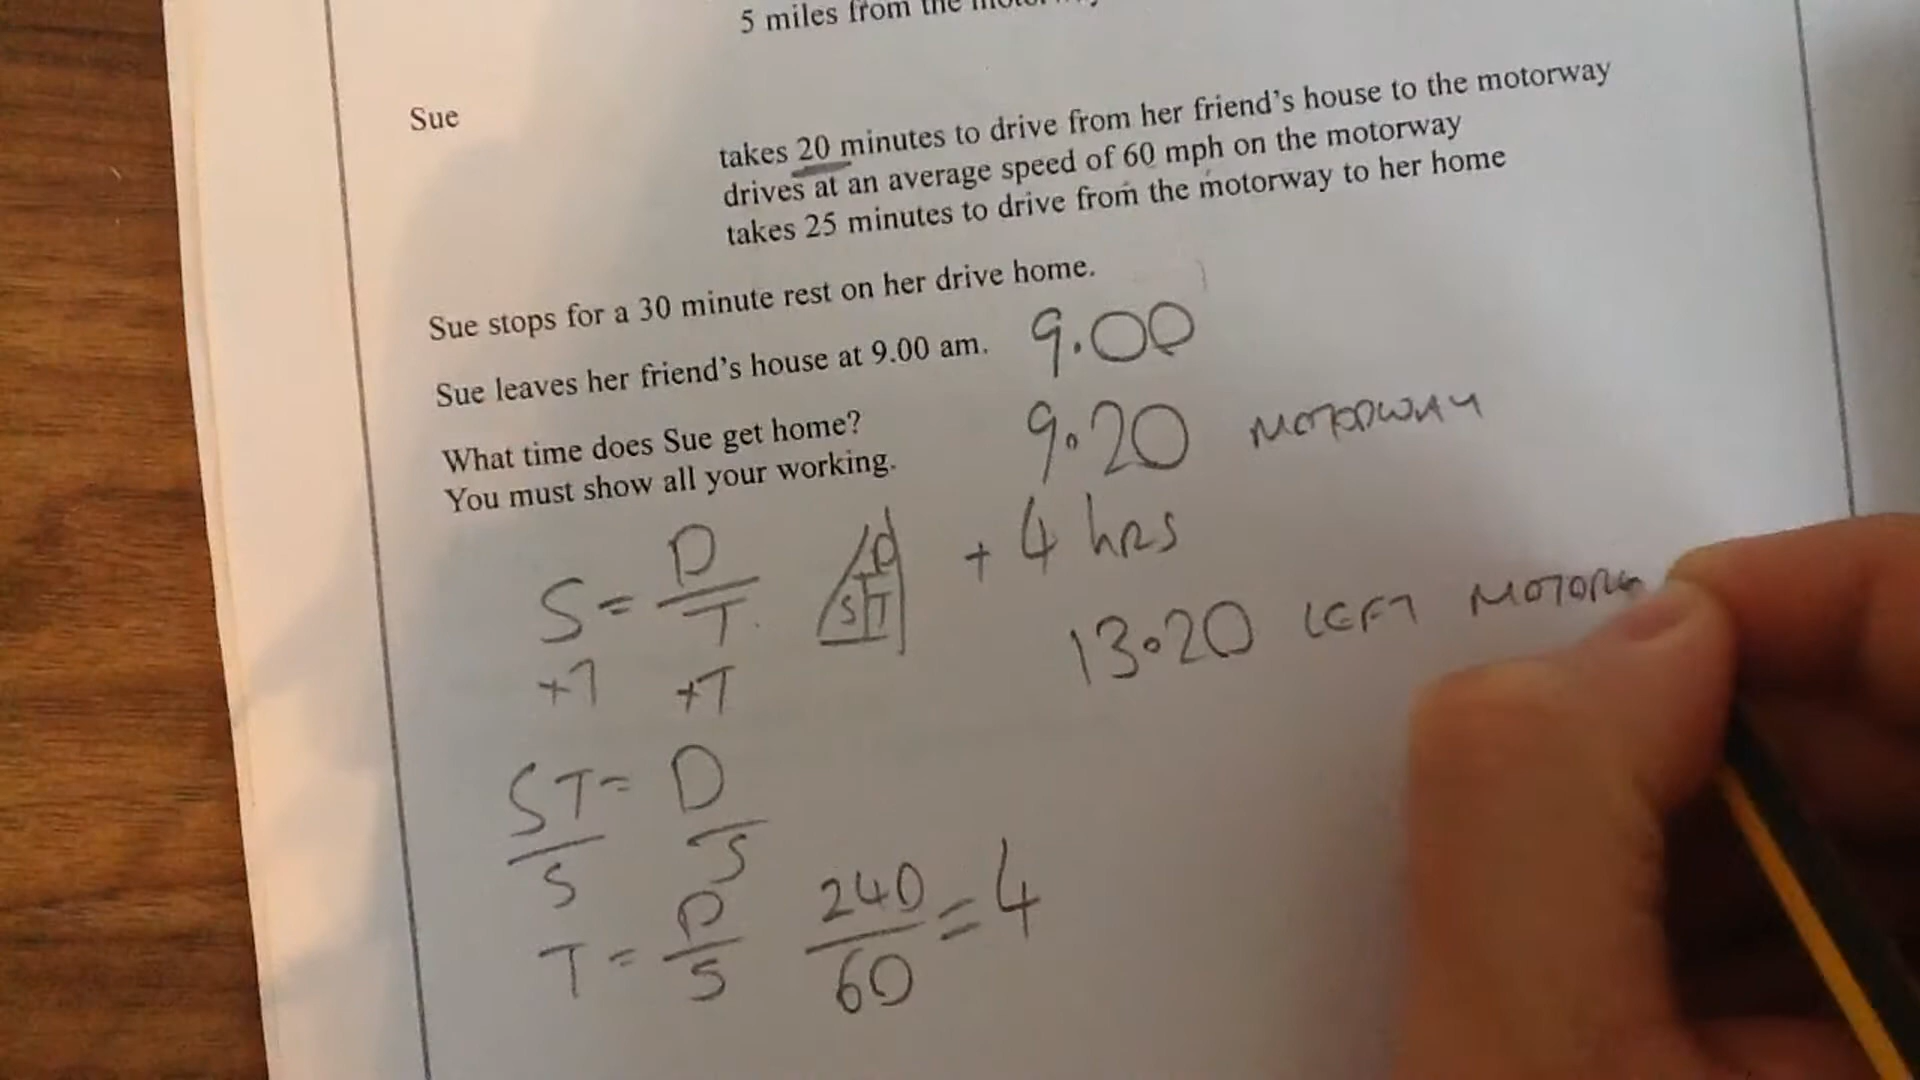 5 miles from the motorway
Sue
takes 20 minutes to drive from her friend's house to the motorway
drives at an average speed of 60 mph on the motorway
takes 25 minutes to drive from the motorway to her home
Sue stops for a 30 minute rest on her drive home.
Sue leaves her friend's house at 9.00 am.
9.00
What time does Sue get home?
You must show all your working.
9.20 MOTORWAY
+ 4 hrs
13.20 LEFT
S = D/T
D
S T
+T +T
ST/S = D/S
T = D/S
240/60 = 4